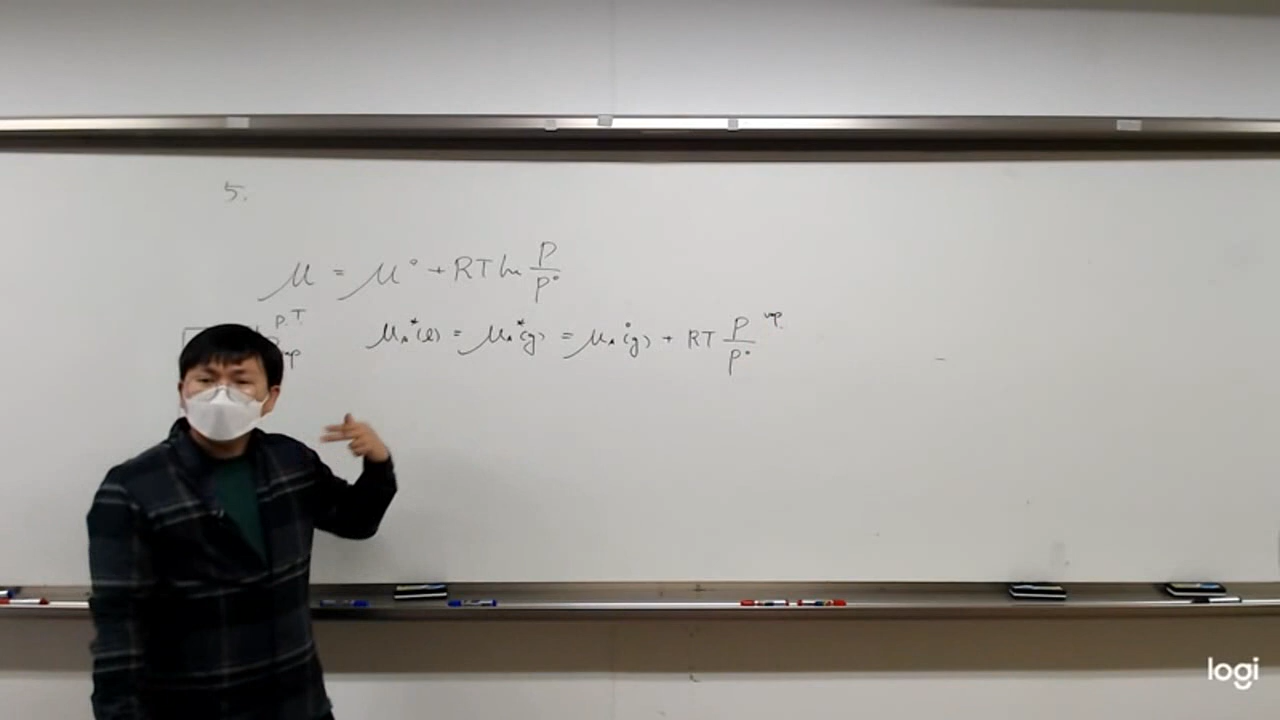 5.
μ = μ° + RT ln P/P°
P.T.
μA*(l) = μA*(g) = μA°(g) + RT P/P° vap.
logi